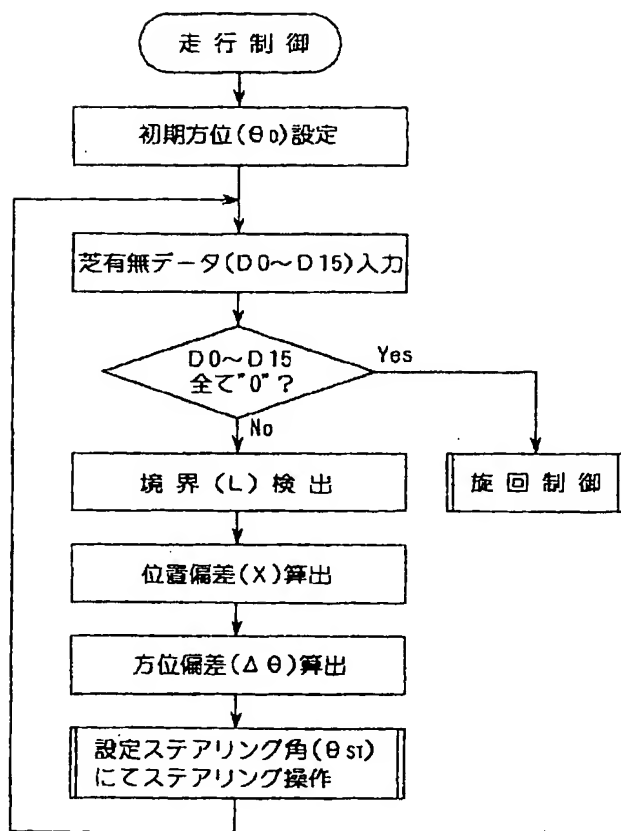 走行制御
初期方位(θ0)設定
芝有無データ(D0～D15)入力
D0～D15
全て"0"?
Yes
No
境界(L)検出
旋回制御
位置偏差(X)算出
方位偏差(Δθ)算出
設定ステアリング角(θST)
にてステアリング操作